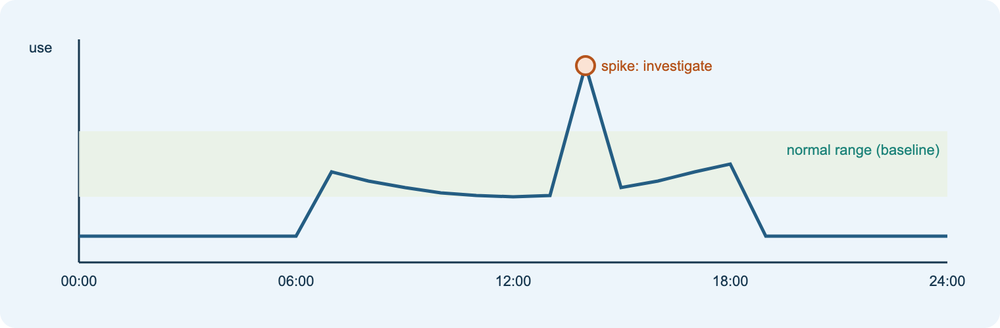 use
spike: investigate
normal range (baseline)
00:00
06:00
12:00
18:00
24:00